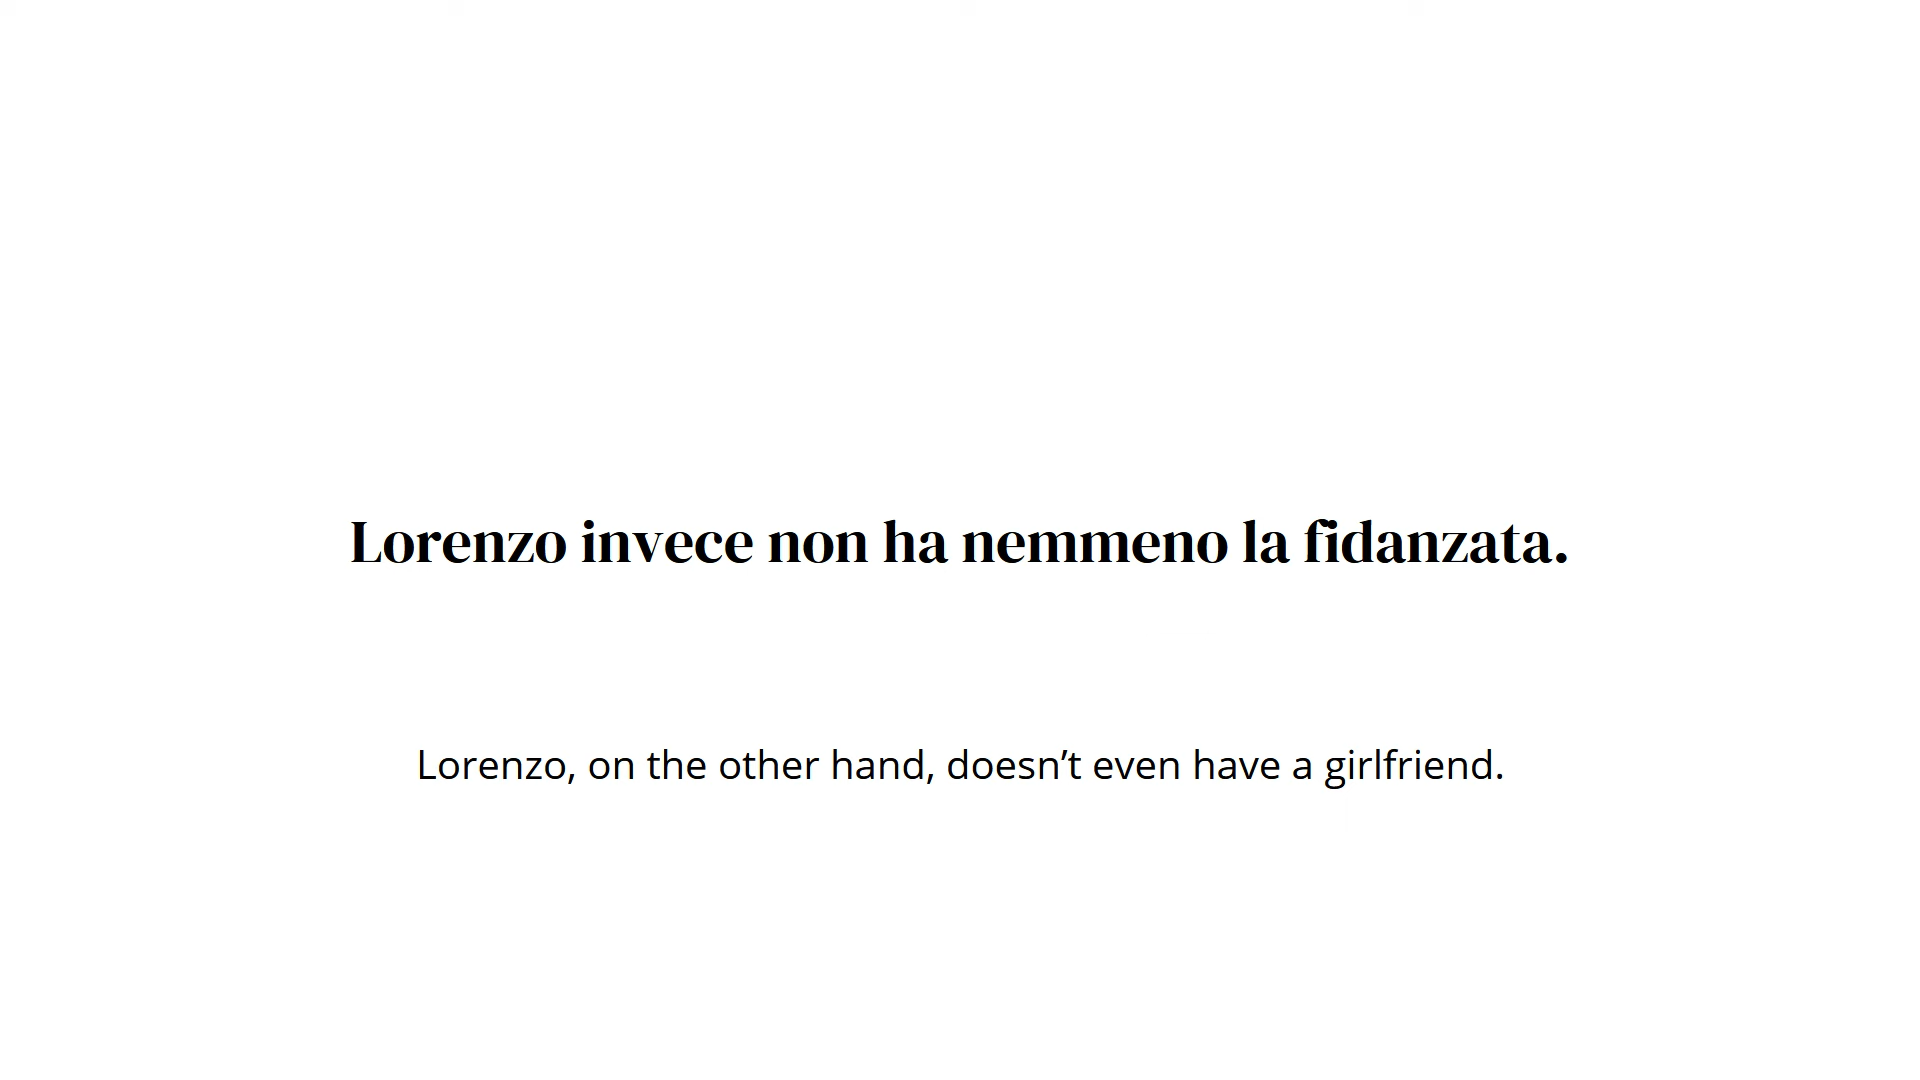 Lorenzo invece non ha nemmeno la fidanzata.
Lorenzo, on the other hand, doesn’t even have a girlfriend.